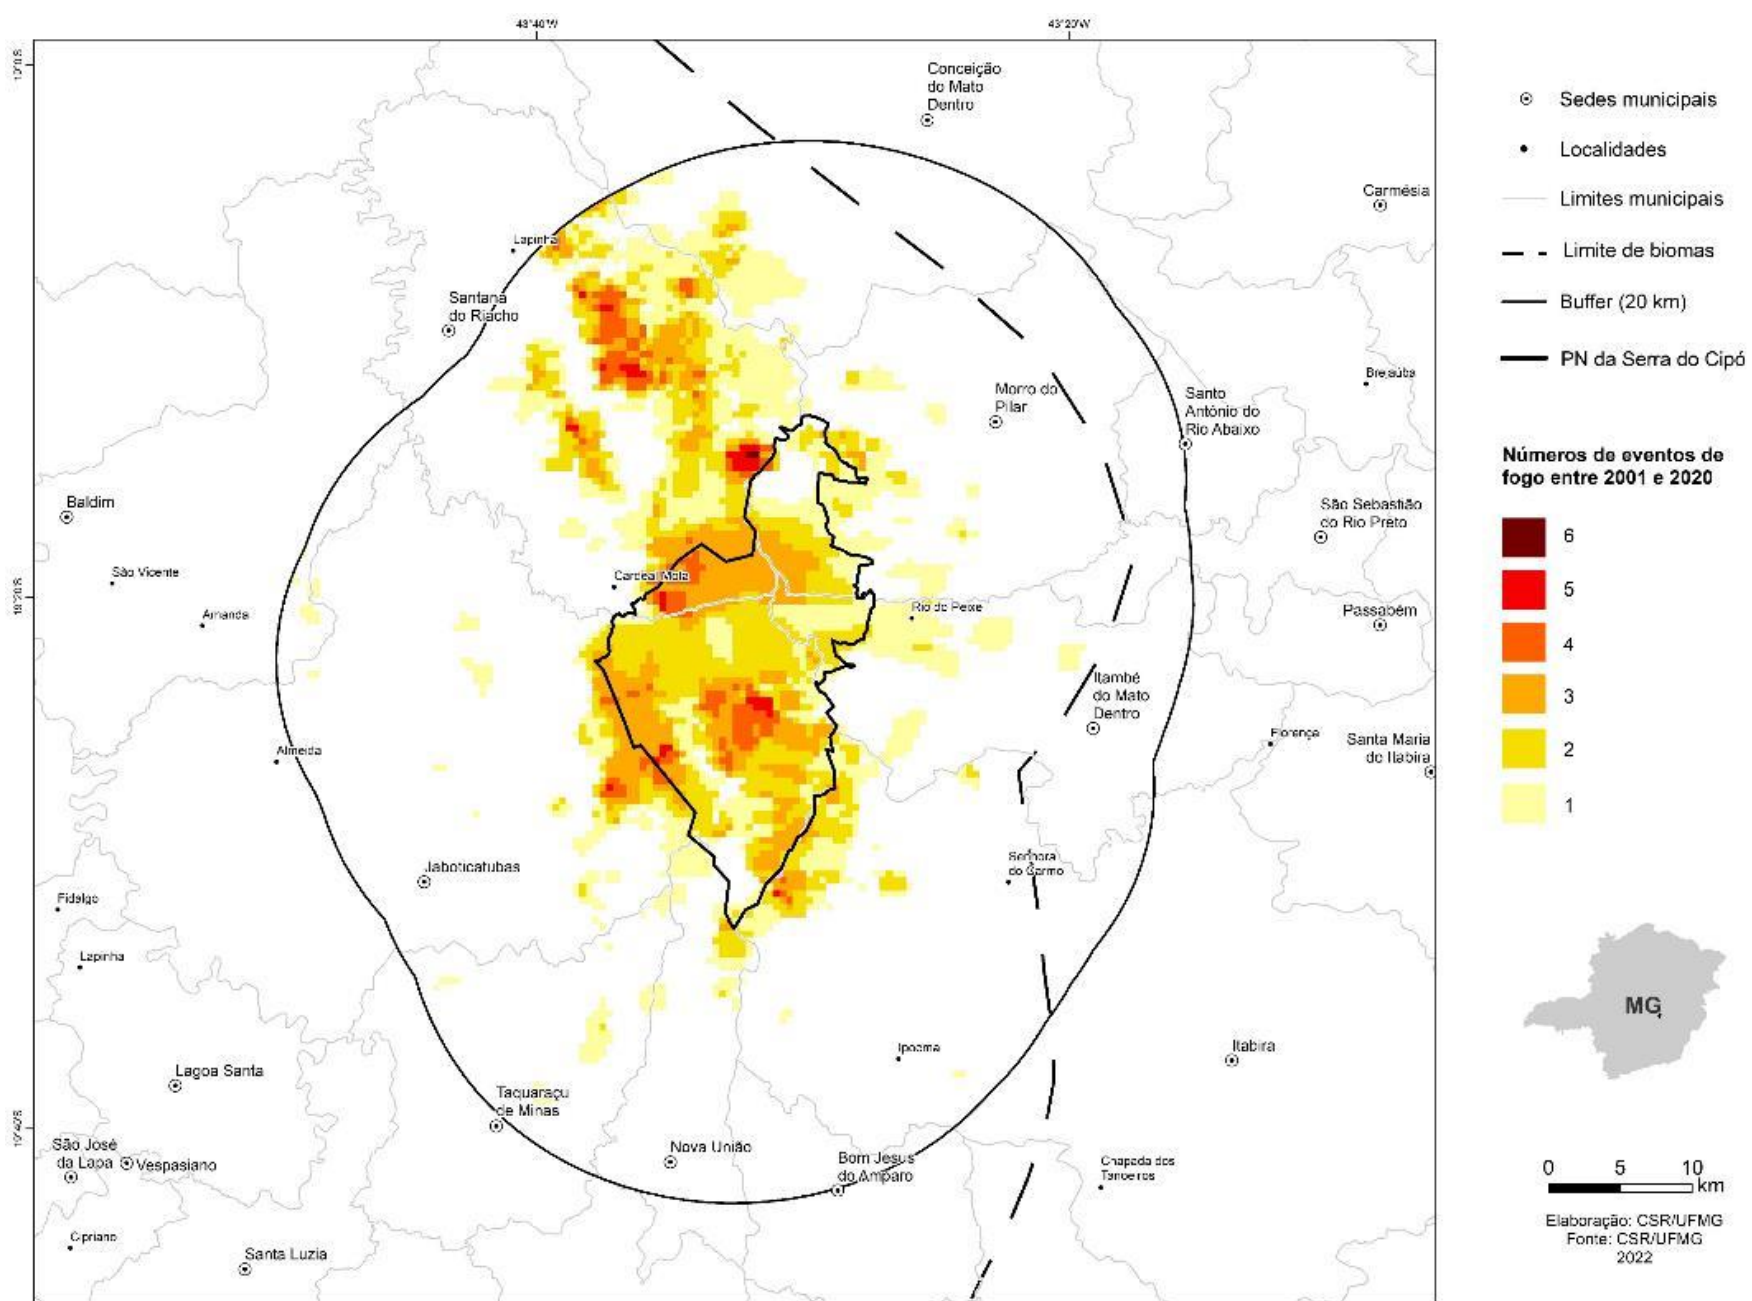 43°40'W
43°20'W
Conceição
do Mato
Dentro
Carmésia
Lapinha
Santana
do Riacho
Morro do
Pilar
Santo
Antônio do
Rio Abaixo
Brejaúba
Baldim
São Sebastião
do Rio Preto
São Vicente
Cardeal Mota
19°20'S
Amanda
Rio do Peixe
Passabém
Itambé
do Mato
Dentro
Almeida
Florença
Santa Maria
de Itabira
Jaboticatubas
Senhora
do Carmo
Fidalgo
Lapinha
Ipoema
Itabira
Lagoa Santa
Taquaraçu
de Minas
19°40'S
São José
da Lapa
Vespasiano
Nova União
Bom Jesus
do Amparo
Chapada dos
Cipriano
Santa Luzia
Sedes municipais
Localidades
Limites municipais
Limite de biomas
Buffer (20 km)
PN da Serra do Cipó
Números de eventos de
fogo entre 2001 e 2020
6
5
4
3
2
1
MG
0 5 10
km
Elaboração: CSR/UFMG
Fonte: CSR/UFMG
2022